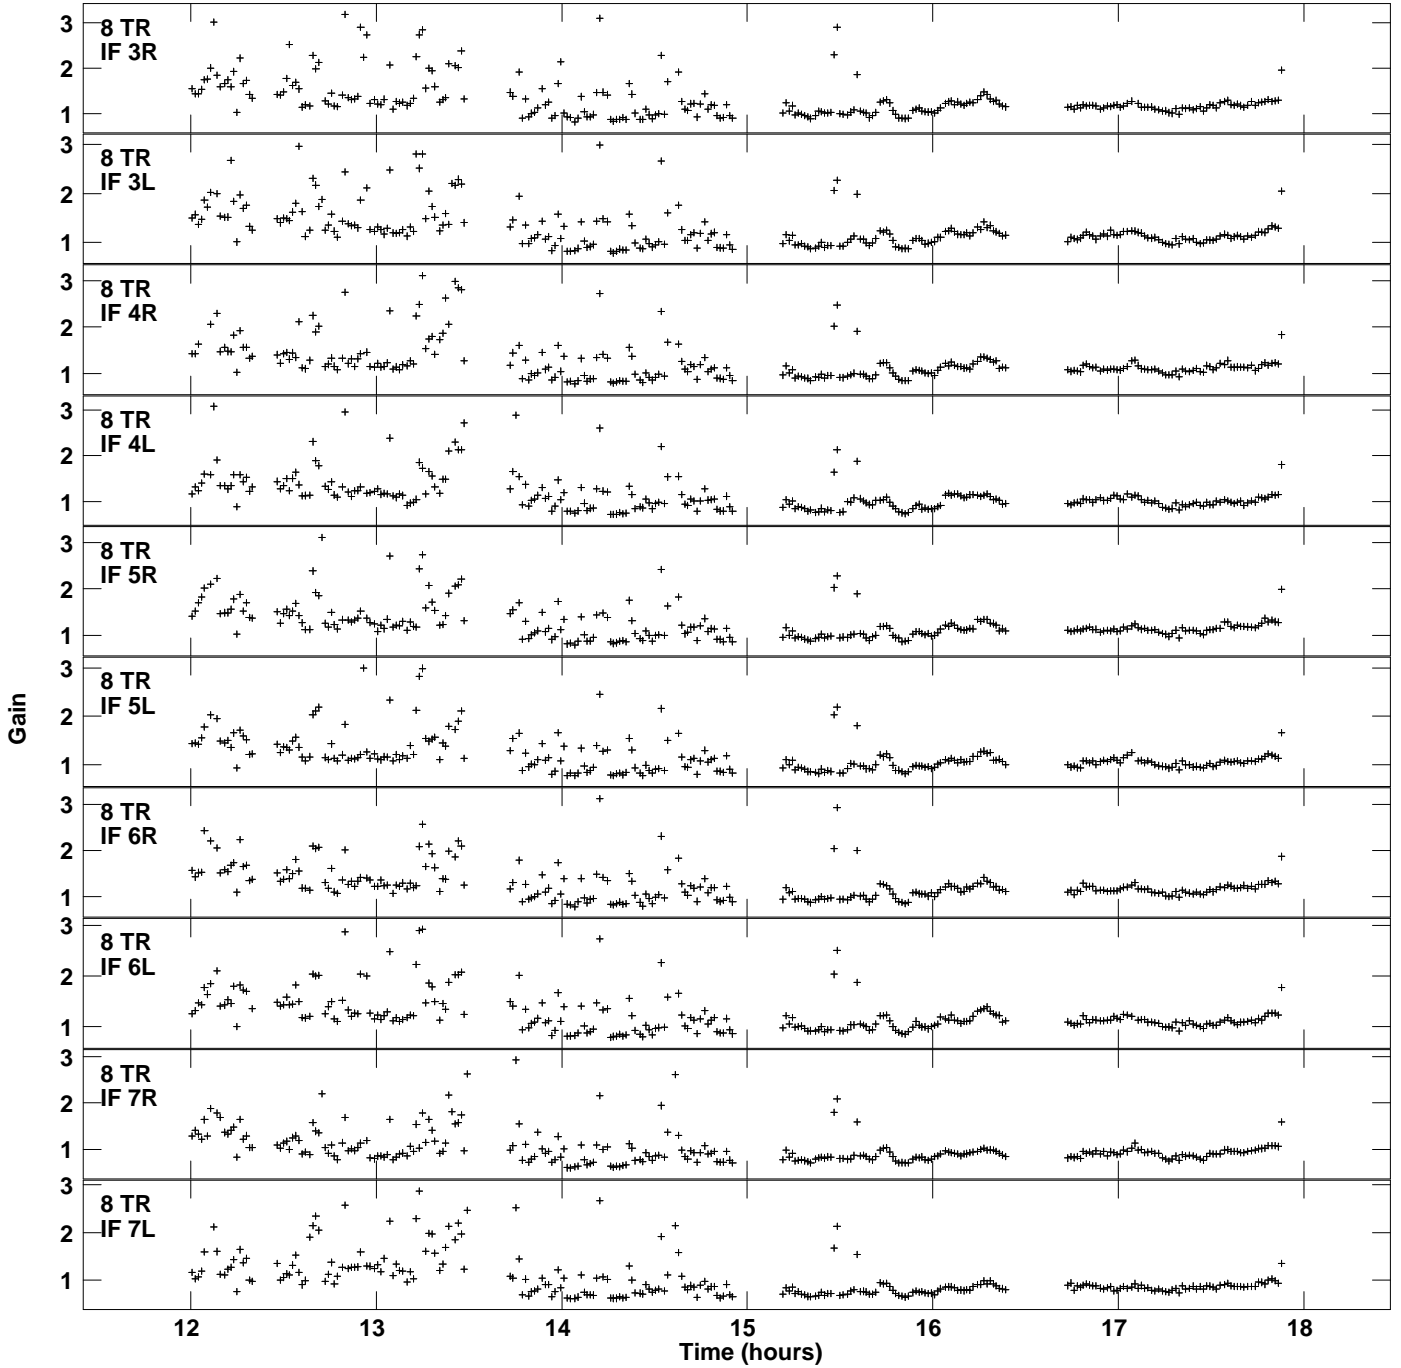 8 TR
IF 3R
3
2
1
8 TR
IF 3L
3
2
1
8 TR
IF 4R
3
2
1
8 TR
IF 4L
3
2
1
8 TR
IF 5R
3
2
1
8 TR
IF 5L
3
2
1
8 TR
IF 6R
3
2
1
8 TR
IF 6L
3
2
1
8 TR
IF 7R
3
2
1
8 TR
IF 7L
3
2
1
Gain
12 13 14 15 16 17 18
Time (hours)